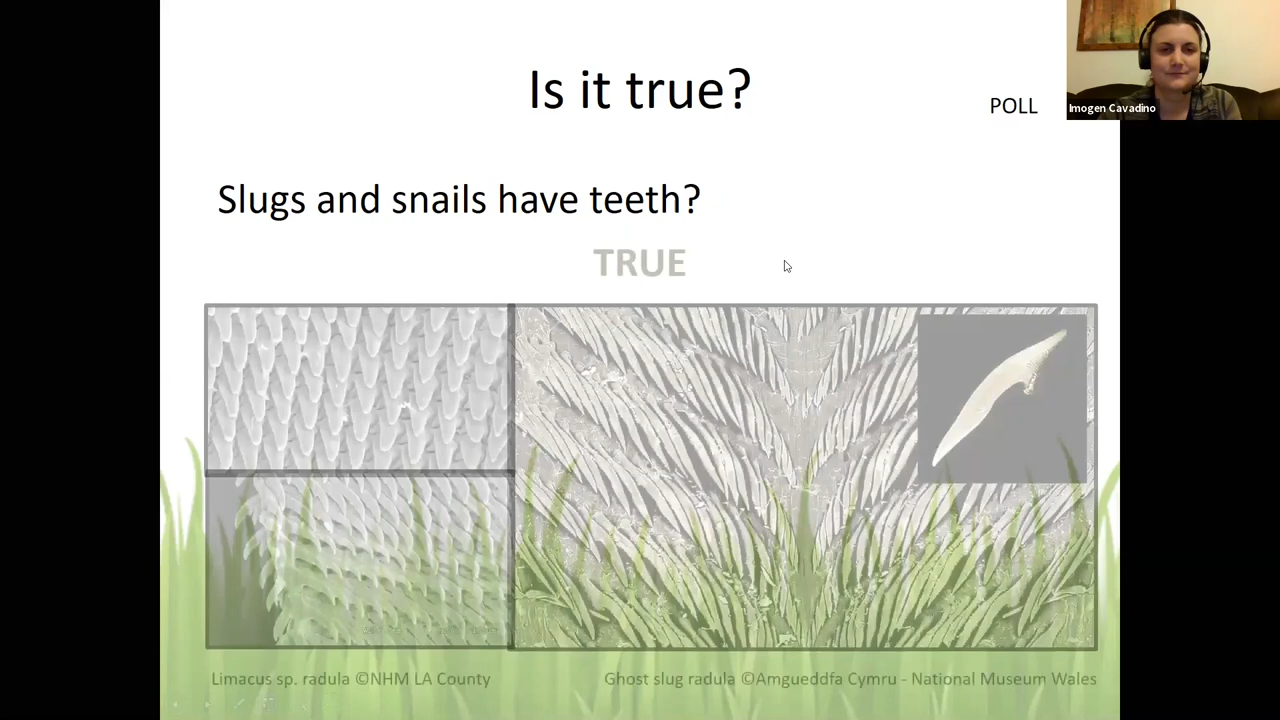 Is it true?
POLL
Imogen Cavadino
Slugs and snails have teeth?
TRUE
Limacus sp. radula ©NHM LA County
Ghost slug radula ©Amgueddfa Cymru - National Museum Wales